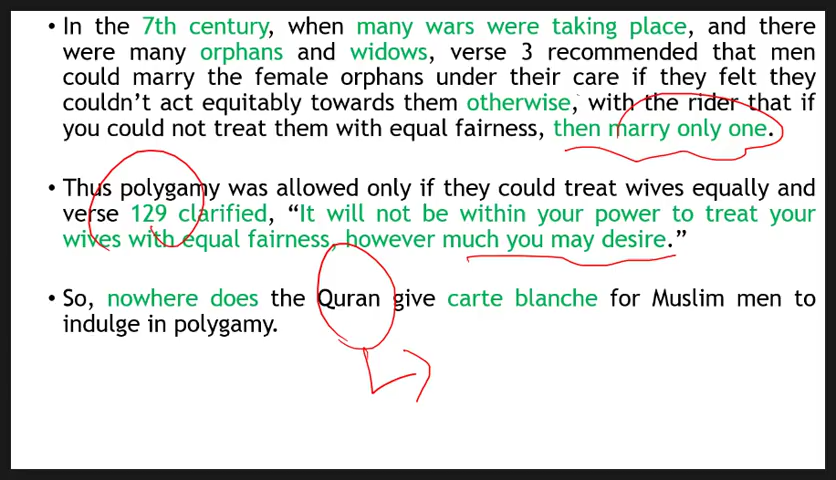 • In the 7th century, when many wars were taking place, and there
were many orphans and widows, verse 3 recommended that men
could marry the female orphans under their care if they felt they
couldn’t act equitably towards them otherwise, with the rider that if
you could not treat them with equal fairness, then marry only one.
• Thus polygamy was allowed only if they could treat wives equally and
verse 129 clarified, “It will not be within your power to treat your
wives with equal fairness, however much you may desire.”
• So, nowhere does the Quran give carte blanche for Muslim men to
indulge in polygamy.